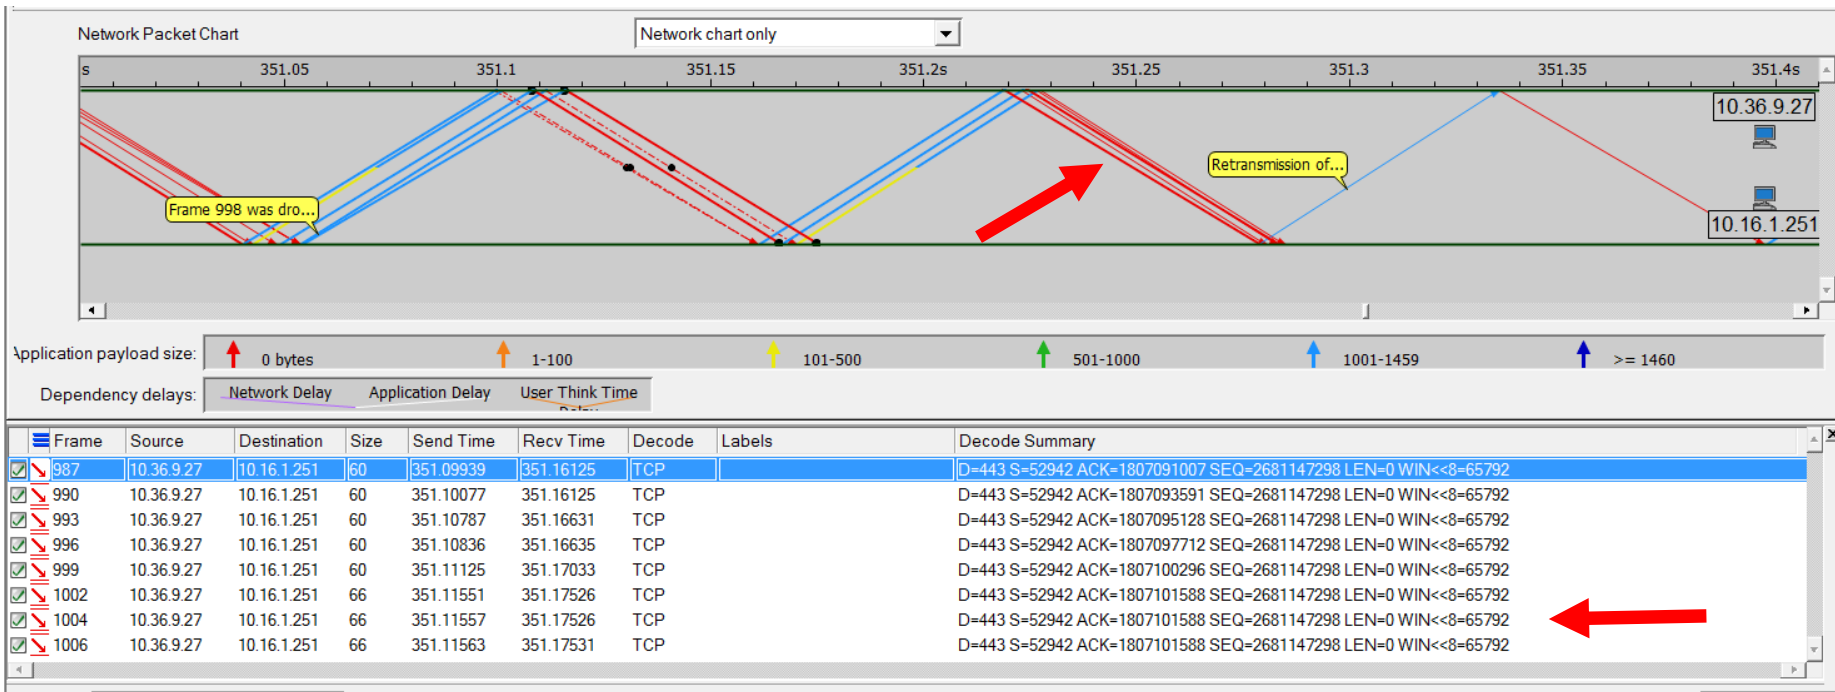 Network Packet Chart Network chart only
s 351.05 351.1 351.15 351.2s 351.25 351.3 351.35 351.4s
10.36.9.27
Retransmission of...
Frame 998 was dro...
10.16.1.251
Application payload size: 0 bytes 1-100 101-500 501-1000 1001-1459 >= 1460
Dependency delays: Network Delay Application Delay User Think Time
Delay
Frame Source Destination Size Send Time Recv Time Decode Labels Decode Summary
987 10.36.9.27 10.16.1.251 60 351.09939 351.16125 TCP D=443 S=52942 ACK=1807091007 SEQ=2681147298 LEN=0 WIN<<8=65792
990 10.36.9.27 10.16.1.251 60 351.10077 351.16125 TCP D=443 S=52942 ACK=1807093591 SEQ=2681147298 LEN=0 WIN<<8=65792
993 10.36.9.27 10.16.1.251 60 351.10787 351.16631 TCP D=443 S=52942 ACK=1807095128 SEQ=2681147298 LEN=0 WIN<<8=65792
996 10.36.9.27 10.16.1.251 60 351.10836 351.16635 TCP D=443 S=52942 ACK=1807097712 SEQ=2681147298 LEN=0 WIN<<8=65792
999 10.36.9.27 10.16.1.251 60 351.11125 351.17033 TCP D=443 S=52942 ACK=1807100296 SEQ=2681147298 LEN=0 WIN<<8=65792
1002 10.36.9.27 10.16.1.251 66 351.11551 351.17526 TCP D=443 S=52942 ACK=1807101588 SEQ=2681147298 LEN=0 WIN<<8=65792
1004 10.36.9.27 10.16.1.251 66 351.11557 351.17526 TCP D=443 S=52942 ACK=1807101588 SEQ=2681147298 LEN=0 WIN<<8=65792
1006 10.36.9.27 10.16.1.251 66 351.11563 351.17531 TCP D=443 S=52942 ACK=1807101588 SEQ=2681147298 LEN=0 WIN<<8=65792